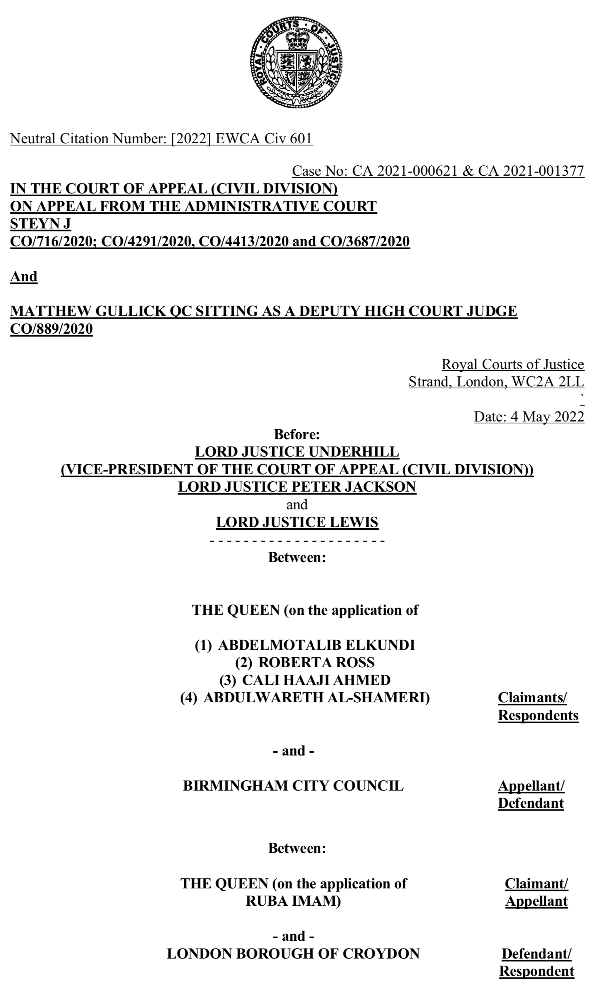 ROYAL · COURTS · OF · JUSTICE
Neutral Citation Number: [2022] EWCA Civ 601
Case No: CA 2021-000621 & CA 2021-001377
IN THE COURT OF APPEAL (CIVIL DIVISION)
ON APPEAL FROM THE ADMINISTRATIVE COURT
STEYN J
CO/716/2020; CO/4291/2020, CO/4413/2020 and CO/3687/2020
And
MATTHEW GULLICK QC SITTING AS A DEPUTY HIGH COURT JUDGE
CO/889/2020
Royal Courts of Justice
Strand, London, WC2A 2LL
`
Date: 4 May 2022
Before:
LORD JUSTICE UNDERHILL
(VICE-PRESIDENT OF THE COURT OF APPEAL (CIVIL DIVISION))
LORD JUSTICE PETER JACKSON
and
LORD JUSTICE LEWIS
- - - - - - - - - - - - - - - - - - - - -
Between:
THE QUEEN (on the application of
(1) ABDELMOTALIB ELKUNDI
(2) ROBERTA ROSS
(3) CALI HAAJI AHMED
(4) ABDULWARETH AL-SHAMERI) Claimants/
Respondents
- and -
BIRMINGHAM CITY COUNCIL Appellant/
Defendant
Between:
THE QUEEN (on the application of Claimant/
RUBA IMAM) Appellant
- and -
LONDON BOROUGH OF CROYDON Defendant/
Respondent